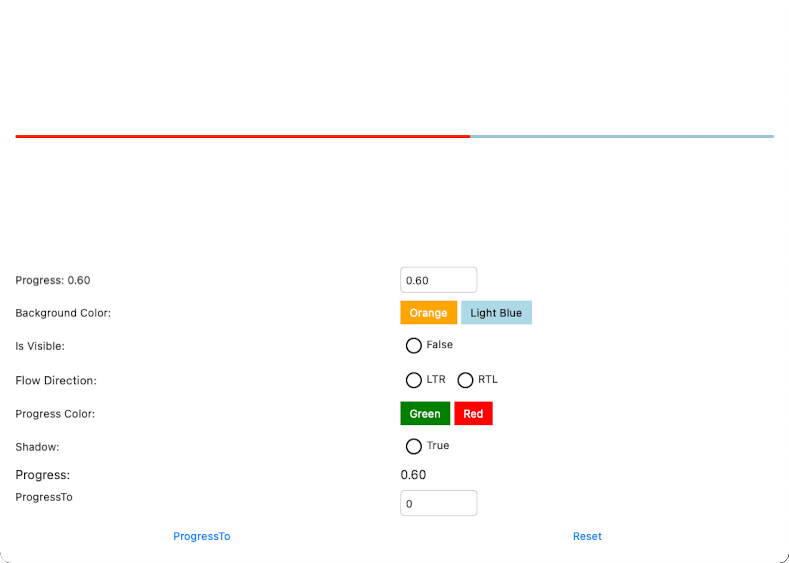 Progress: 0.60 0.60
Background Color: Orange Light Blue
Is Visible: False
Flow Direction: LTR RTL
Progress Color: Green Red
Shadow: True
Progress: 0.60
ProgressTo 0
ProgressTo Reset